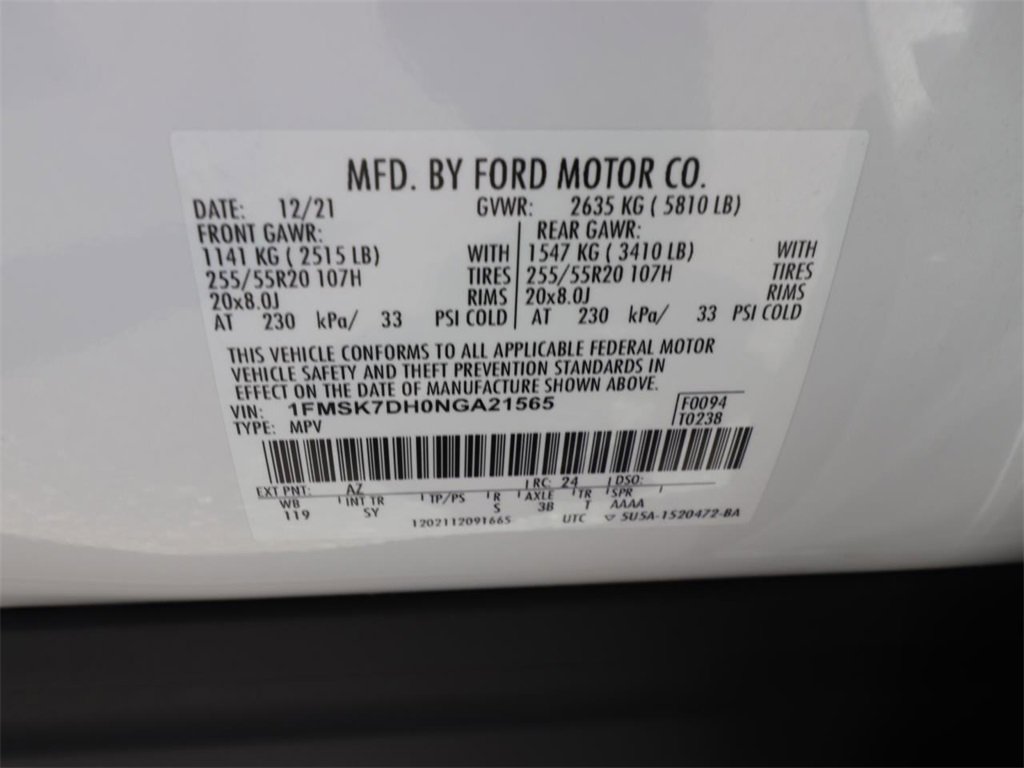 MFD. BY FORD MOTOR CO.
DATE: 12/21 GVWR: 2635 KG ( 5810 LB)
FRONT GAWR: REAR GAWR:
1141 KG ( 2515 LB) WITH 1547 KG ( 3410 LB) WITH
255/55R20 107H TIRES 255/55R20 107H TIRES
20x8.0J RIMS 20x8.0J RIMS
AT 230 kPa/ 33 PSI COLD AT 230 kPa/ 33 PSI COLD
THIS VEHICLE CONFORMS TO ALL APPLICABLE FEDERAL MOTOR
VEHICLE SAFETY AND THEFT PREVENTION STANDARDS IN
EFFECT ON THE DATE OF MANUFACTURE SHOWN ABOVE.
VIN: 1FMSK7DH0NGA21565 F0094
TYPE: MPV T0238
EXT PNT: AZ RC: 24 DSO:
WB INT TR TP/PS R AXLE TR SPR
119 SY S 3B T AAAA
1202112091665 UTC ▽ SU5A-1520472-BA